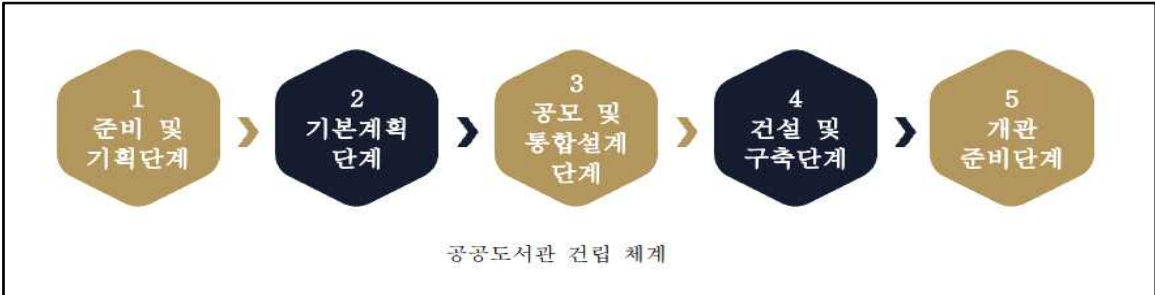 1
준비 및
기획단계
2
기본계획
단계
3
공모 및
통합설계
단계
4
건설 및
구축단계
5
개관
준비단계
공공도서관 건립 체계